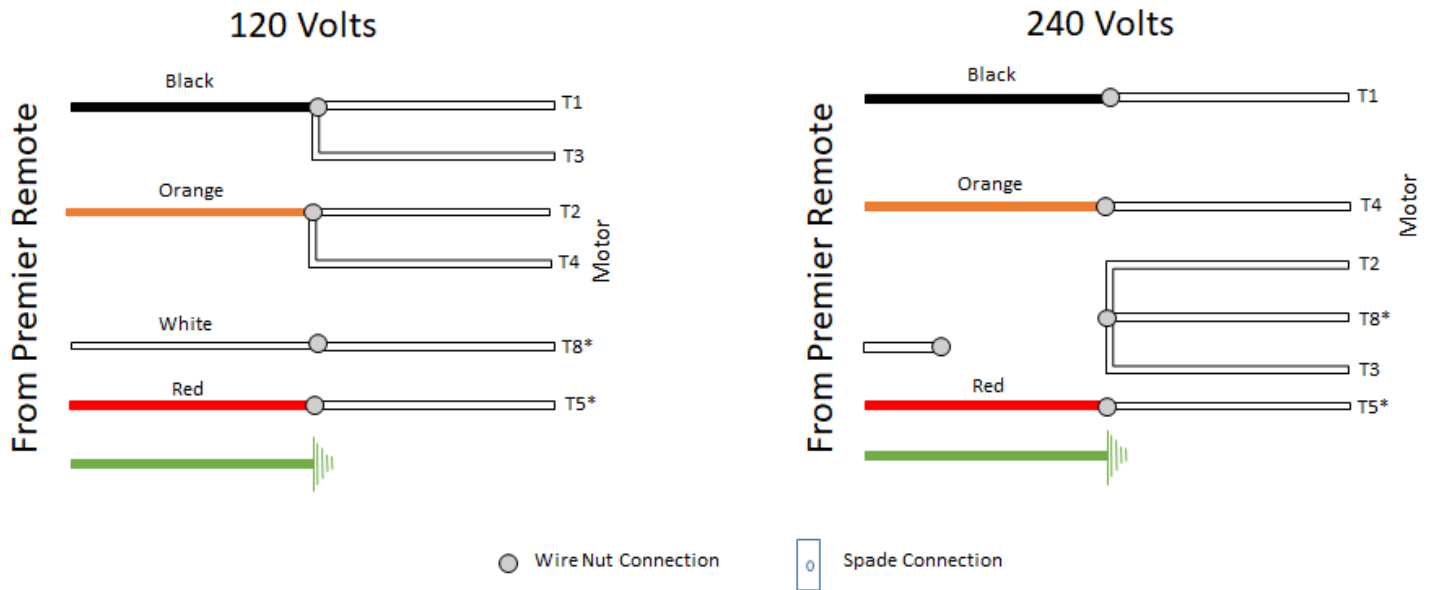 120 Volts
From Premier Remote
Black
T1
T3
Orange
T2
T4
Motor
White
T8*
Red
T5*
240 Volts
From Premier Remote
Black
T1
Orange
T4
Motor
T2
T8*
T3
Red
T5*
Wire Nut Connection
Spade Connection